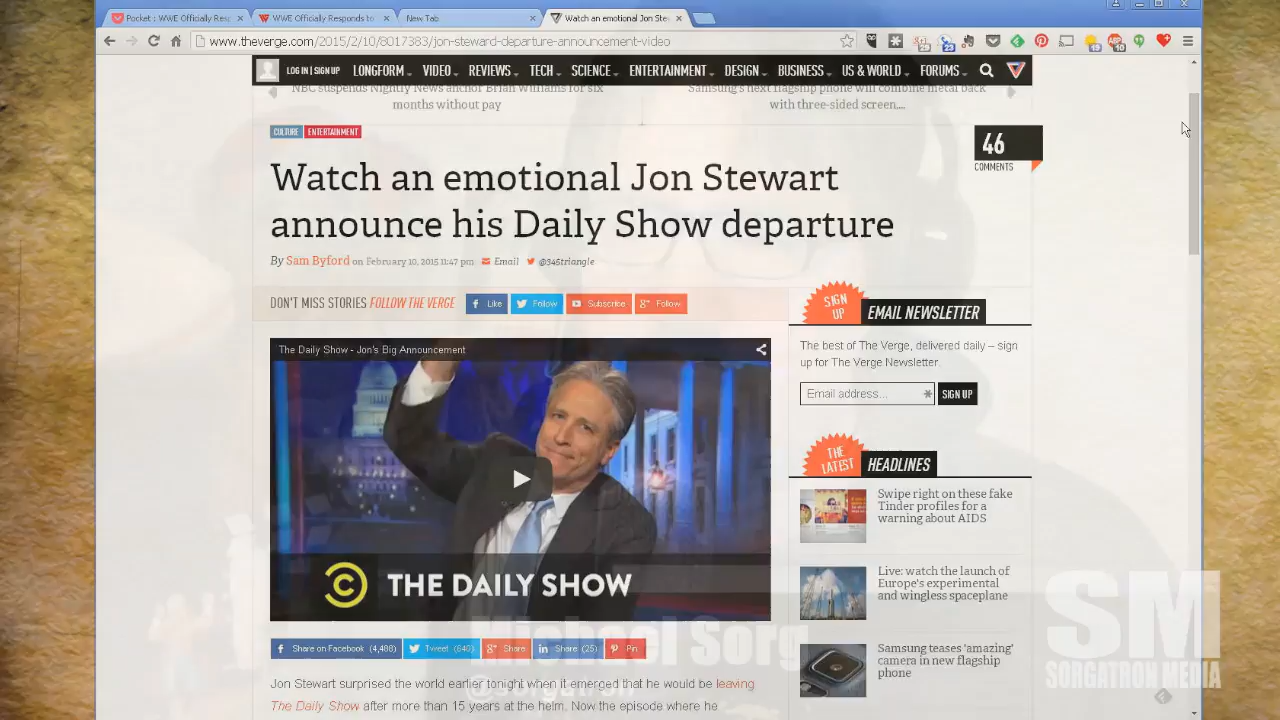 Pocket : WWE Officially Res
WWE Officially Responds to
New Tab
Watch an emotional Jon Ste
www.theverge.com/2015/2/10/8017383/jon-steward-departure-announcement-video
LOG IN | SIGN UP
LONGFORM
VIDEO
REVIEWS
TECH
SCIENCE
ENTERTAINMENT
DESIGN
BUSINESS
US & WORLD
FORUMS
NBC suspends Nightly News anchor Brian Williams for six
months without pay
Samsung's next flagship phone will combine metal back
with three-sided screen,...
CULTURE
ENTERTAINMENT
46
COMMENTS
Watch an emotional Jon Stewart
announce his Daily Show departure
By Sam Byford on February 10, 2015 11:47 pm Email @345triangle
DON'T MISS STORIES FOLLOW THE VERGE
Like
Follow
Subscribe
Follow
SIGN
UP
EMAIL NEWSLETTER
The best of The Verge, delivered daily – sign
up for The Verge Newsletter.
Email address...
SIGN UP
The Daily Show - Jon's Big Announcement
THE DAILY SHOW
THE
LATEST
HEADLINES
Swipe right on these fake
Tinder profiles for a
warning about AIDS
Live: watch the launch of
Europe's experimental
and wingless spaceplane
Samsung teases 'amazing'
camera in new flagship
phone
Share on Facebook (4,488)
Tweet (640)
Share
Share (25)
Pin
Michael Sorg
@sorgatron
Jon Stewart surprised the world earlier tonight when it emerged that he would be leaving
The Daily Show after more than 15 years at the helm. Now the episode where he
SM
SORGATRON MEDIA